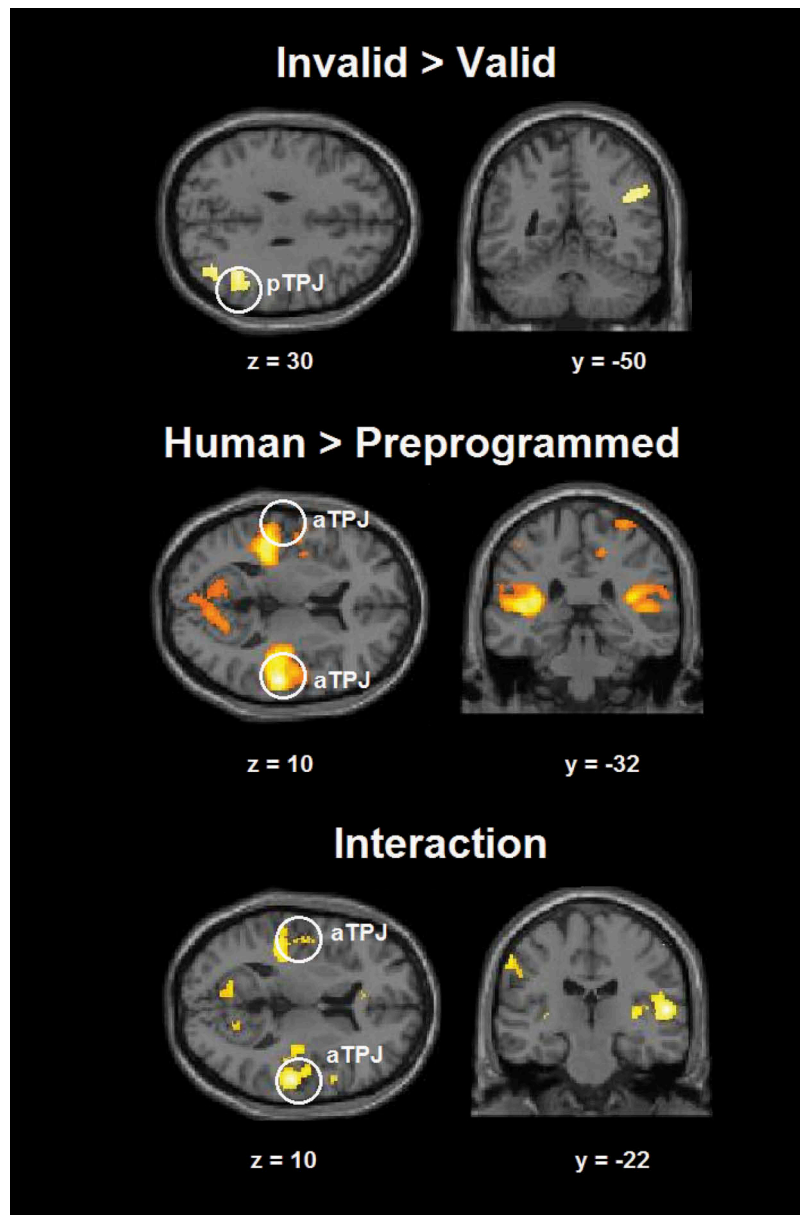 Invalid > Valid
pTPJ
z = 30
y = -50
Human > Preprogrammed
aTPJ
aTPJ
z = 10
y = -32
Interaction
aTPJ
aTPJ
z = 10
y = -22